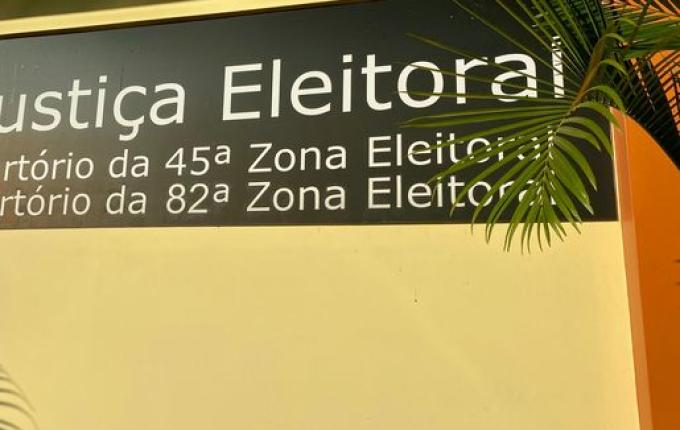 ustiça Eleitoral
rtório da 45ª Zona Eleitoral
rtório da 82ª Zona Eleitoral